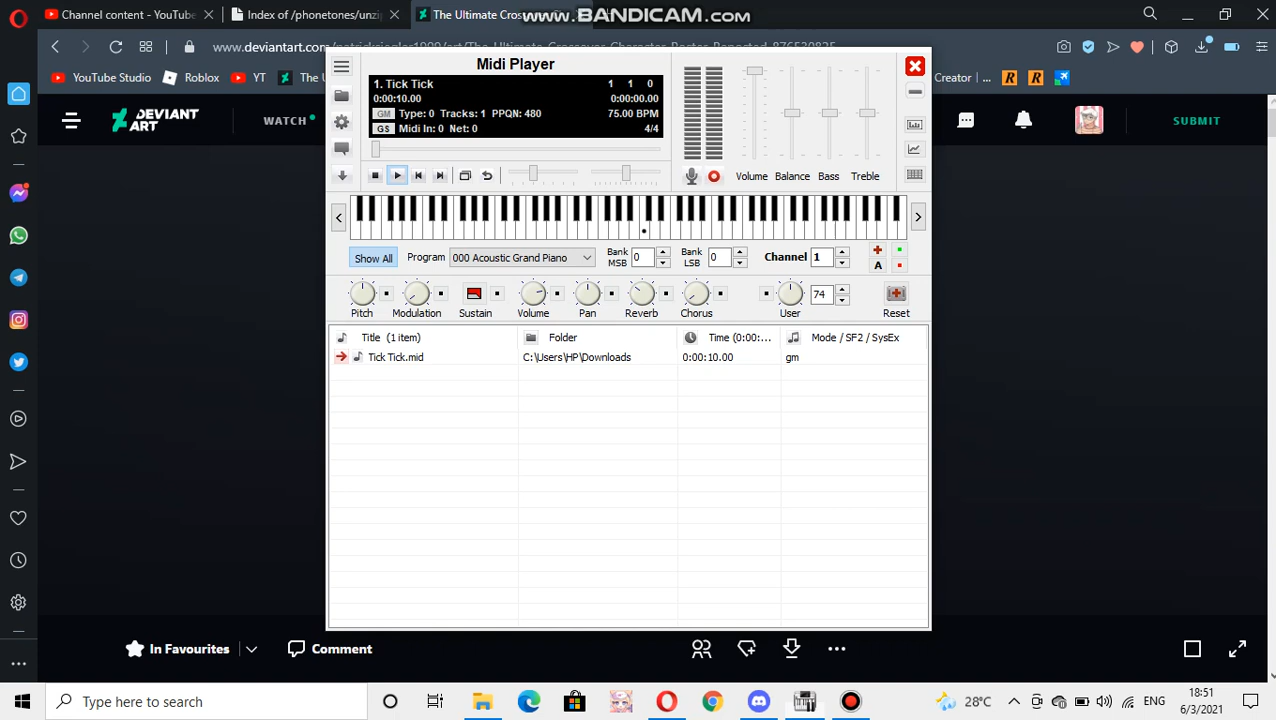 Channel content - YouTube
Index of /phonetones/unzip
The Ultimate Cros
www.BANDICAM.com
www.deviantart.com/
YouTube Studio
Roblox
YT
The U
Creator | ...
DEVIANT ART
WATCH
SUBMIT
Midi Player
1. Tick Tick
1 1 0
0:00:10.00
0:00:00.00
GM Type: 0 Tracks: 1 PPQN: 480
75.00 BPM
GS Midi In: 0 Net: 0
4/4
Volume Balance Bass Treble
Show All
Program
000 Acoustic Grand Piano
Bank MSB
0
Bank LSB
0
Channel
1
A
Pitch
Modulation
Sustain
Volume
Pan
Reverb
Chorus
User
74
Reset
Title (1 item)
Folder
Time (0:00:...
Mode / SF2 / SysEx
Tick Tick.mid
C:\Users\HP\Downloads
0:00:10.00
gm
In Favourites
Comment
Type here to search
28°C
ENG
18:51
6/3/2021